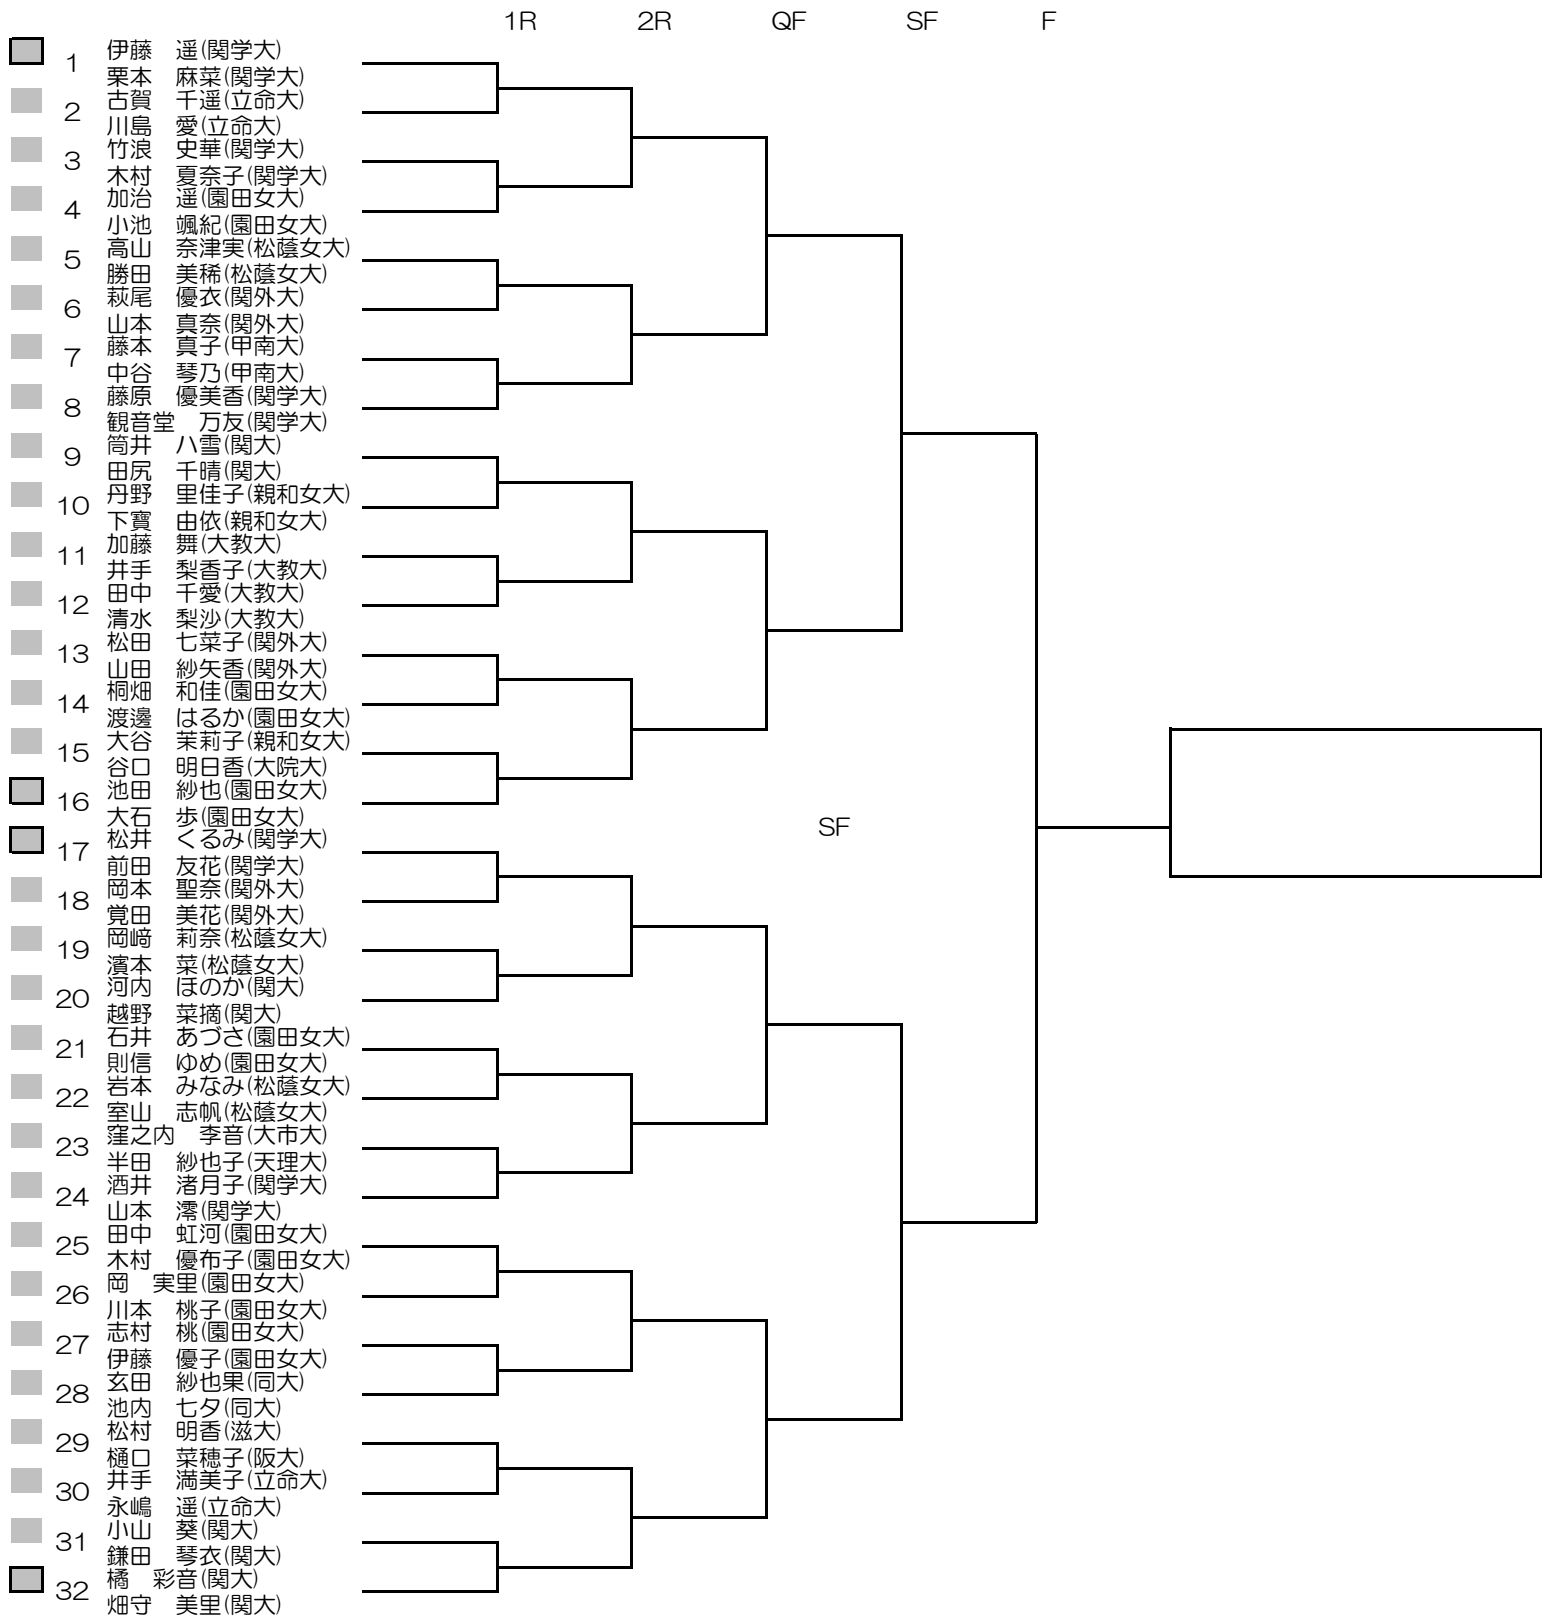 1R 2R QF SF F
伊藤　遥(関学大)
1
栗本　麻菜(関学大)
古賀　千遥(立命大)
2
川島　愛(立命大)
竹浪　史華(関学大)
3
木村　夏奈子(関学大)
加治　遥(園田女大)
4
小池　颯紀(園田女大)
高山　奈津実(松蔭女大)
5
勝田　美稀(松蔭女大)
萩尾　優衣(関外大)
6
山本　真奈(関外大)
藤本　真子(甲南大)
7
中谷　琴乃(甲南大)
藤原　優美香(関学大)
8
観音堂　万友(関学大)
筒井　八雪(関大)
9
田尻　千晴(関大)
丹野　里佳子(親和女大)
10
下寶　由依(親和女大)
加藤　舞(大教大)
11
井手　梨香子(大教大)
田中　千愛(大教大)
12
清水　梨沙(大教大)
松田　七菜子(関外大)
13
山田　紗矢香(関外大)
桐畑　和佳(園田女大)
14
渡邊　はるか(園田女大)
大谷　茉莉子(親和女大)
15
谷口　明日香(大院大)
池田　紗也(園田女大)
16
大石　歩(園田女大)
SF
松井　くるみ(関学大)
17
前田　友花(関学大)
岡本　聖奈(関外大)
18
覚田　美花(関外大)
岡﨑　莉奈(松蔭女大)
19
濱本　菜(松蔭女大)
河内　ほのか(関大)
20
越野　菜摘(関大)
石井　あづさ(園田女大)
21
則信　ゆめ(園田女大)
岩本　みなみ(松蔭女大)
22
室山　志帆(松蔭女大)
窪之内　李音(大市大)
23
半田　紗也子(天理大)
酒井　渚月子(関学大)
24
山本　澪(関学大)
田中　虹河(園田女大)
25
木村　優布子(園田女大)
岡　実里(園田女大)
26
川本　桃子(園田女大)
志村　桃(園田女大)
27
伊藤　優子(園田女大)
玄田　紗也果(同大)
28
池内　七夕(同大)
松村　明香(滋大)
29
樋口　菜穂子(阪大)
井手　満美子(立命大)
30
永嶋　遥(立命大)
小山　葵(関大)
31
鎌田　琴衣(関大)
橘　彩音(関大)
32
畑守　美里(関大)